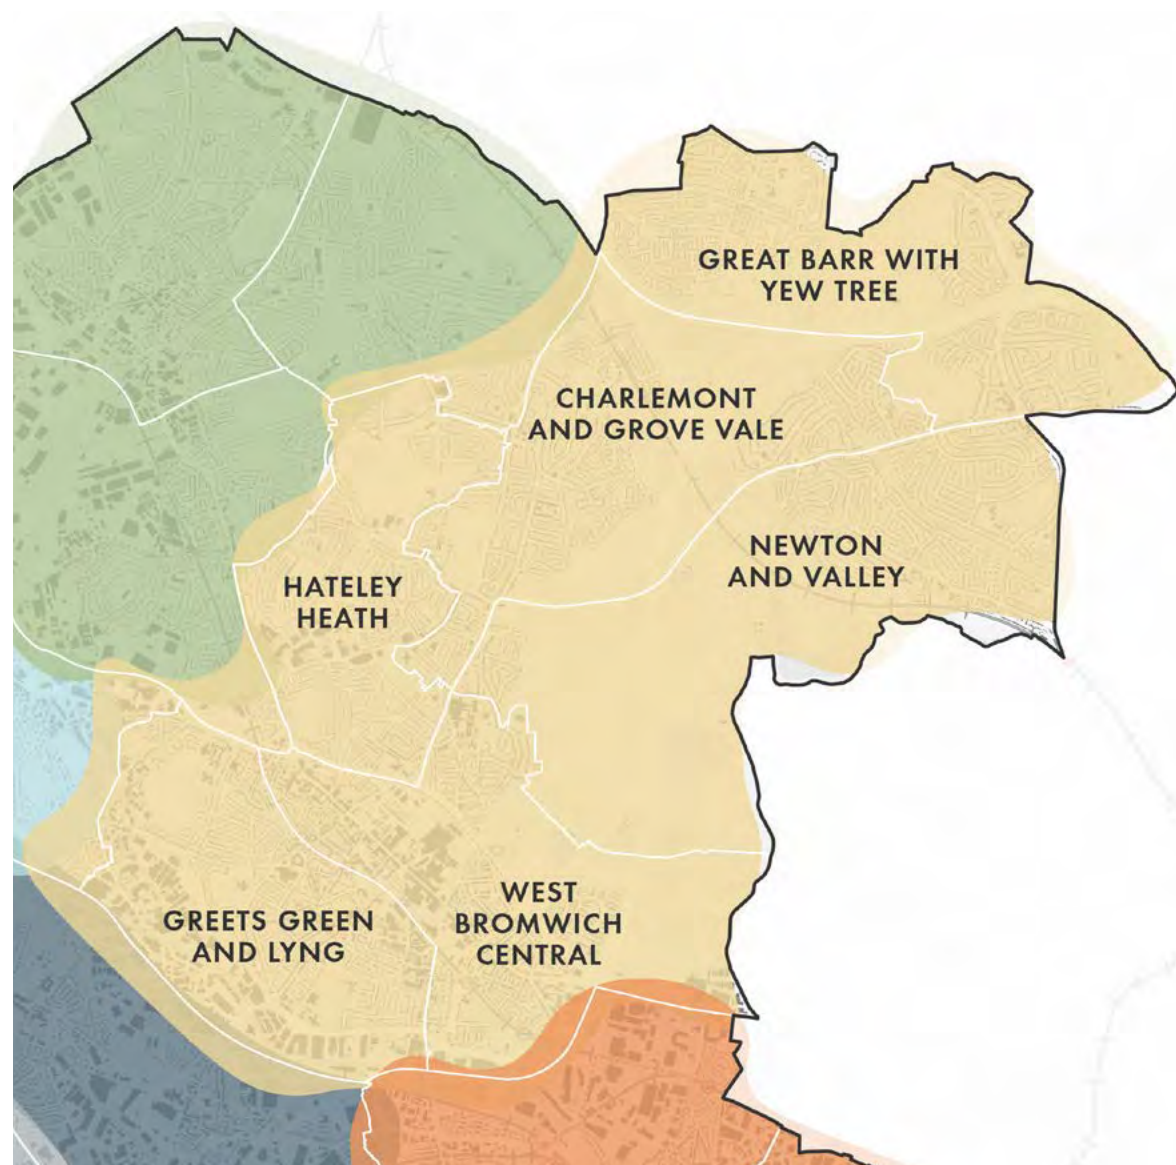 GREAT BARR WITH
YEW TREE
CHARLEMONT
AND GROVE VALE
NEWTON
AND VALLEY
HATELEY
HEATH
WEST
BROMWICH
CENTRAL
GREETS GREEN
AND LYNG